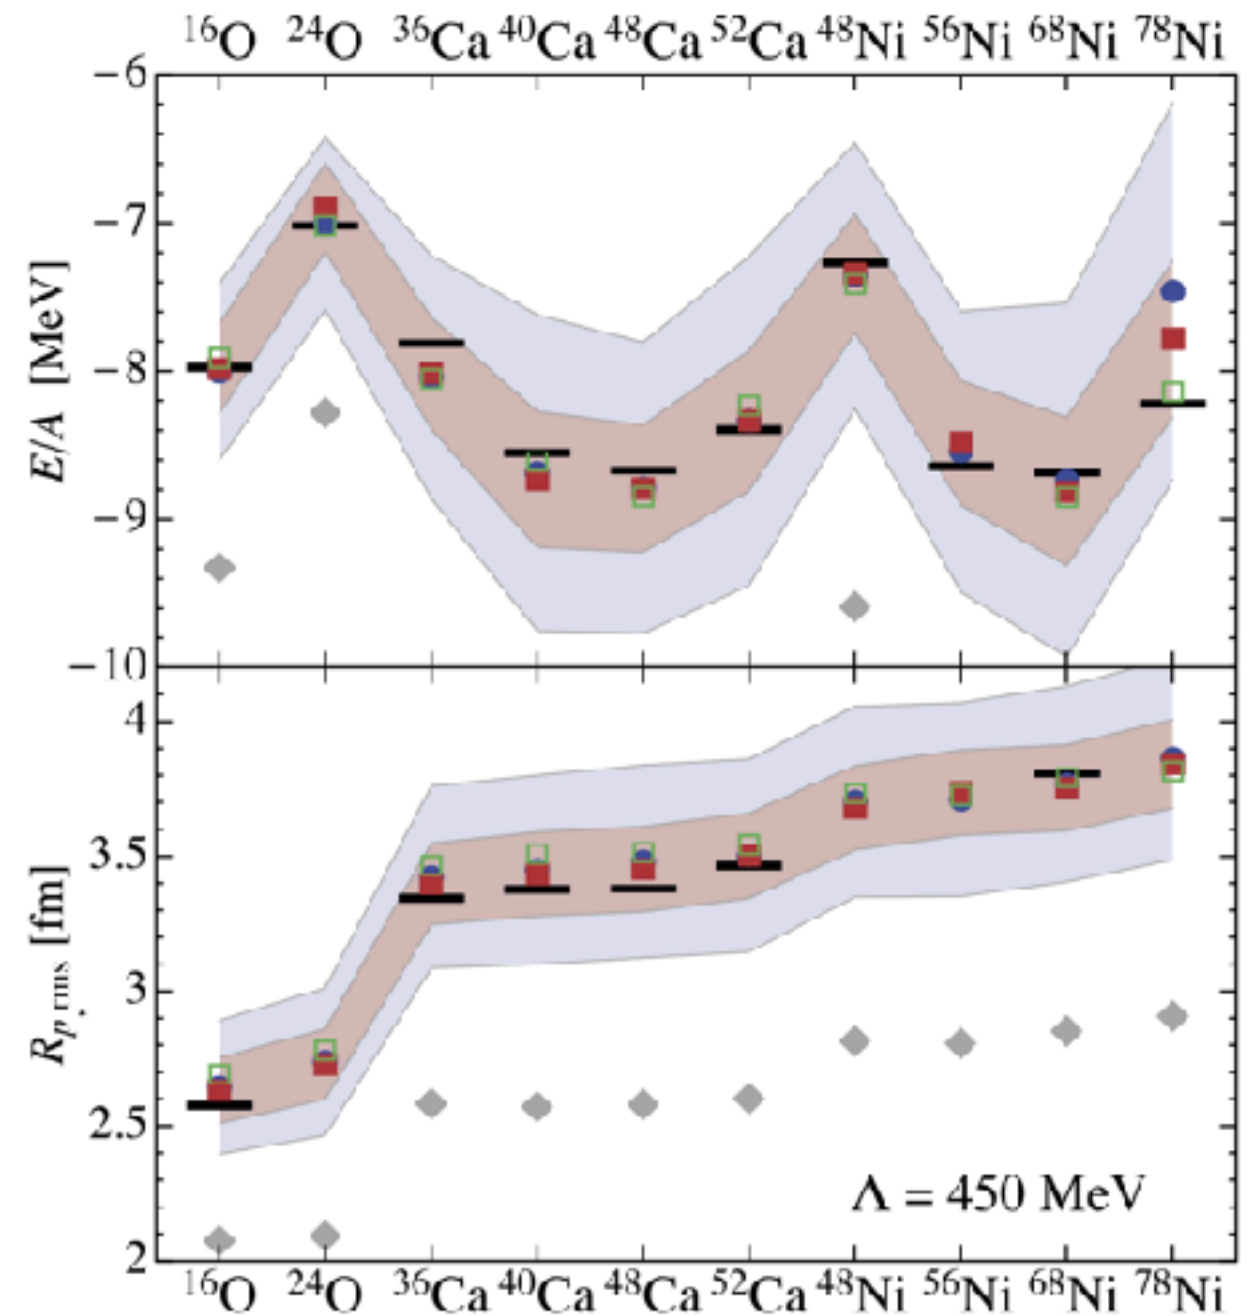 ¹⁶O ²⁴O ³⁶Ca ⁴⁰Ca ⁴⁸Ca ⁵²Ca ⁴⁸Ni ⁵⁶Ni ⁶⁸Ni ⁷⁸Ni
−6
−7
−8
−9
−10
E/A [MeV]
4
3.5
3
2.5
2
R_p,rms [fm]
Λ = 450 MeV
¹⁶O ²⁴O ³⁶Ca ⁴⁰Ca ⁴⁸Ca ⁵²Ca ⁴⁸Ni ⁵⁶Ni ⁶⁸Ni ⁷⁸Ni